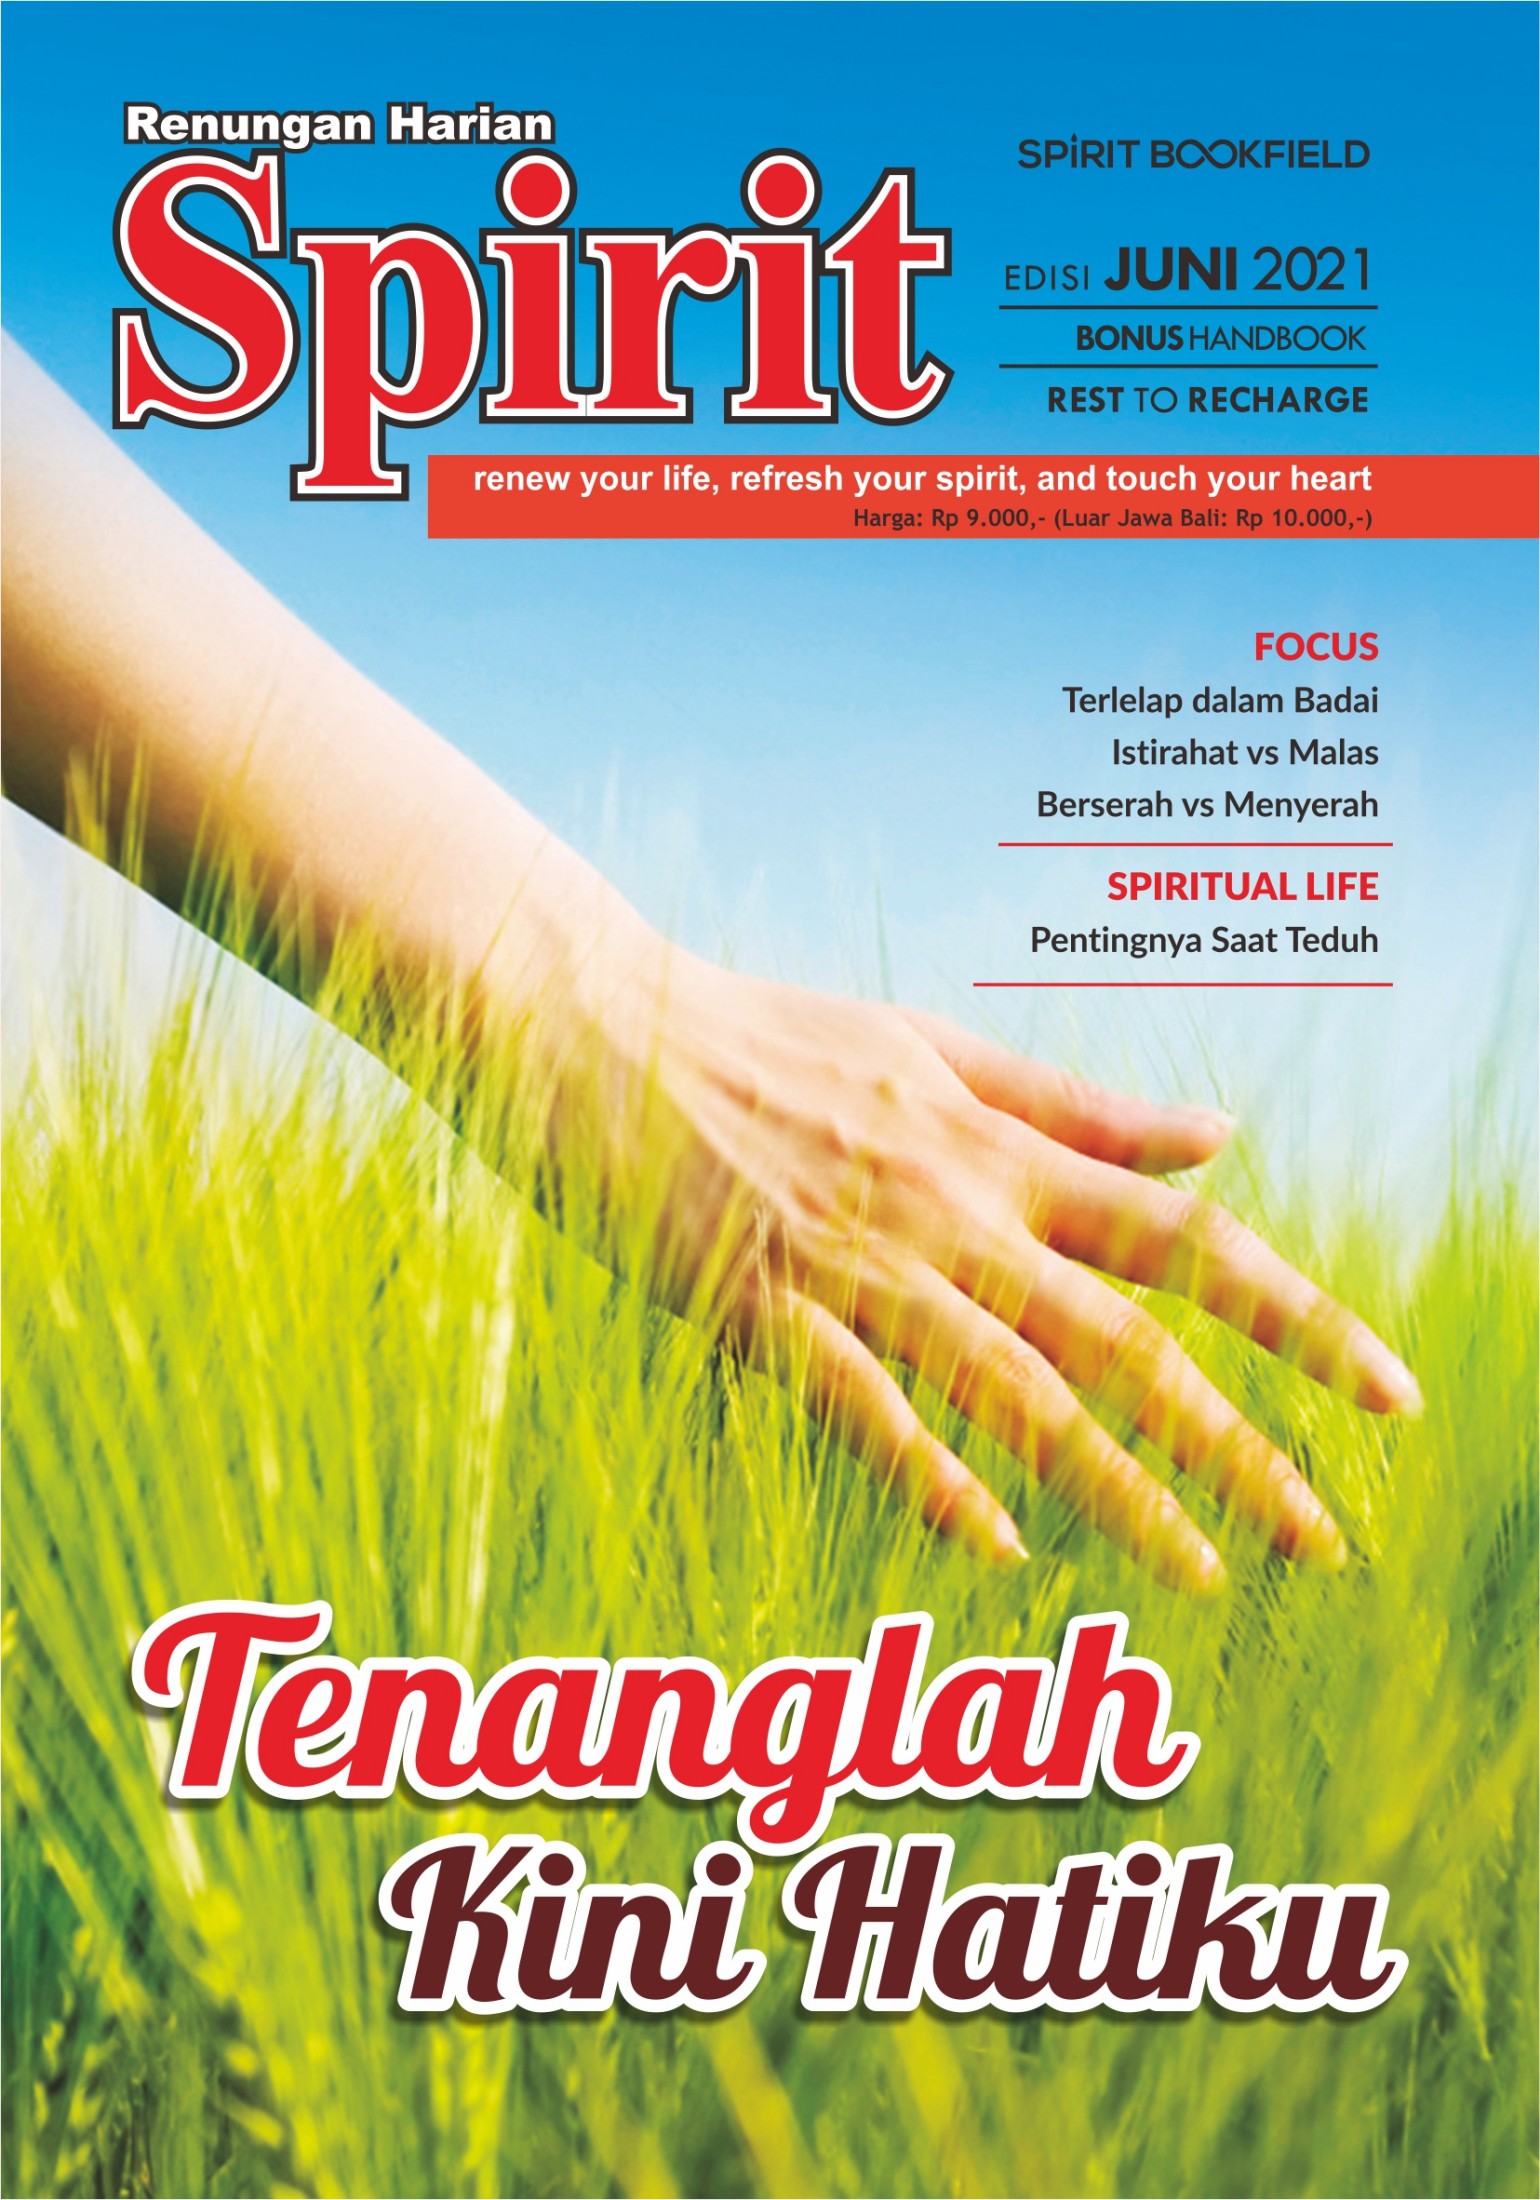 Renungan Harian
Spirit
SPIRIT BOOKFIELD
EDISI JUNI 2021
BONUS HANDBOOK
REST TO RECHARGE
renew your life, refresh your spirit, and touch your heart
Harga: Rp 9.000,- (Luar Jawa Bali: Rp 10.000,-)
FOCUS
Terlelap dalam Badai
Istirahat vs Malas
Berserah vs Menyerah
SPIRITUAL LIFE
Pentingnya Saat Teduh
Tenanglah
Kini Hatiku